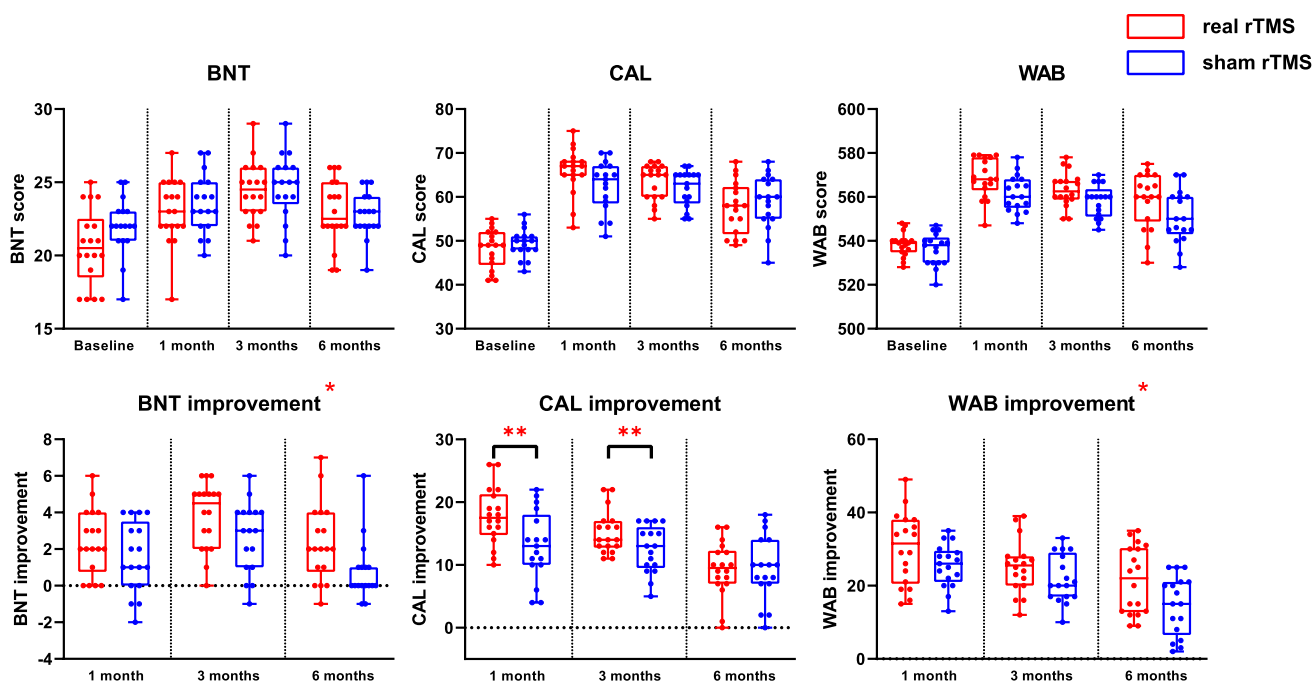 real rTMS
sham rTMS
BNT
BNT score
30
25
20
15
Baseline
1 month
3 months
6 months
CAL
CAL score
80
70
60
50
40
30
Baseline
1 month
3 months
6 months
WAB
WAB score
600
580
560
540
520
500
Baseline
1 month
3 months
6 months
BNT improvement *
BNT improvement
8
6
4
2
0
-2
-4
1 month
3 months
6 months
CAL improvement
CAL improvement
30
20
10
0
**
**
1 month
3 months
6 months
WAB improvement *
WAB improvement
60
40
20
0
1 month
3 months
6 months